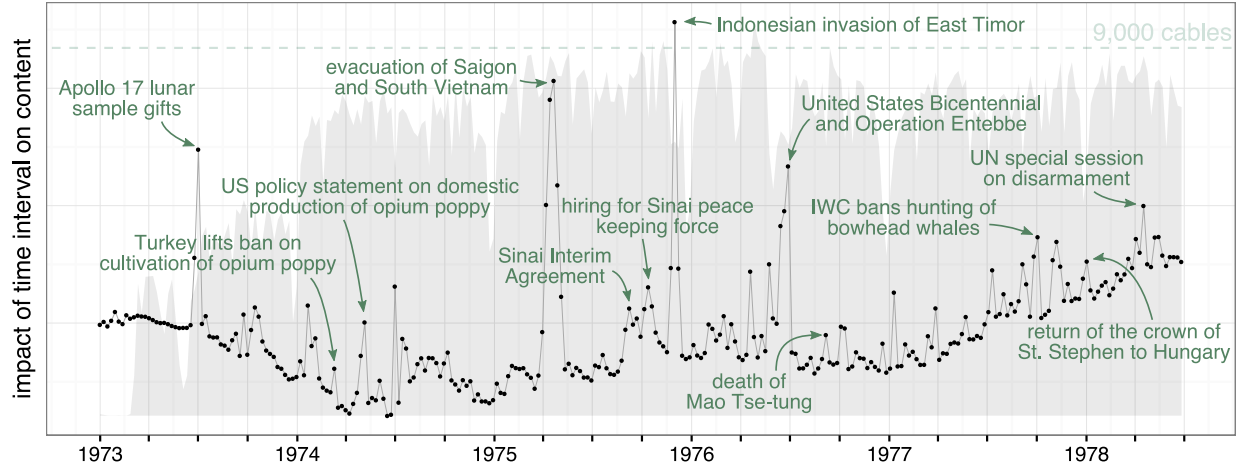 Indonesian invasion of East Timor
9,000 cables
evacuation of Saigon
and South Vietnam
Apollo 17 lunar
sample gifts
United States Bicentennial
and Operation Entebbe
UN special session
on disarmament
US policy statement on domestic
production of opium poppy
hiring for Sinai peace
keeping force
IWC bans hunting of
bowhead whales
Turkey lifts ban on
cultivation of opium poppy
Sinai Interim
Agreement
return of the crown of
St. Stephen to Hungary
death of
Mao Tse-tung
impact of time interval on content
1973 1974 1975 1976 1977 1978